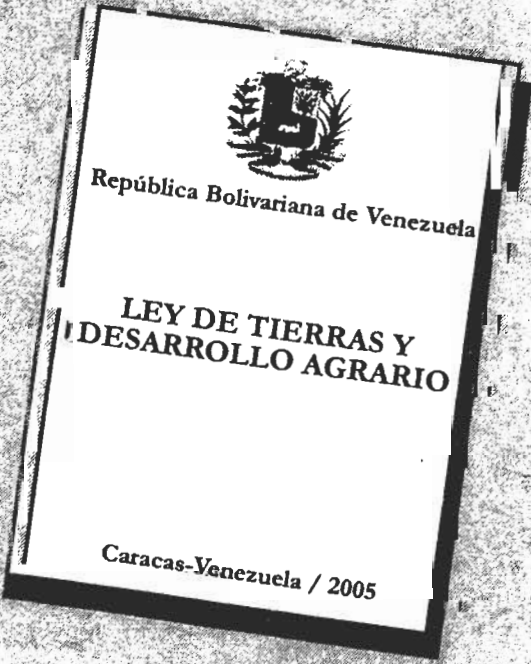 República Bolivariana de Venezuela
LEY DE TIERRAS Y
DESARROLLO AGRARIO
Caracas-Venezuela / 2005